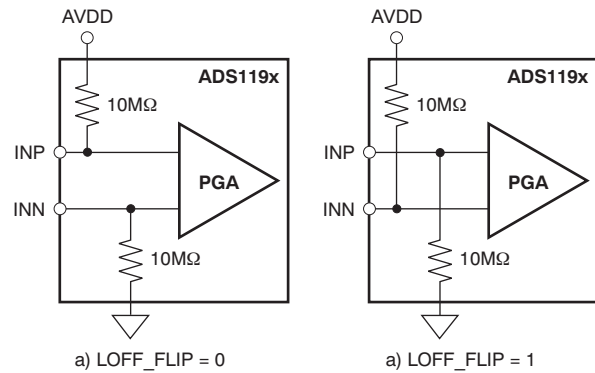 AVDD
ADS119x
10MΩ
INP
PGA
INN
10MΩ
a) LOFF_FLIP = 0
AVDD
ADS119x
10MΩ
INP
PGA
INN
10MΩ
a) LOFF_FLIP = 1